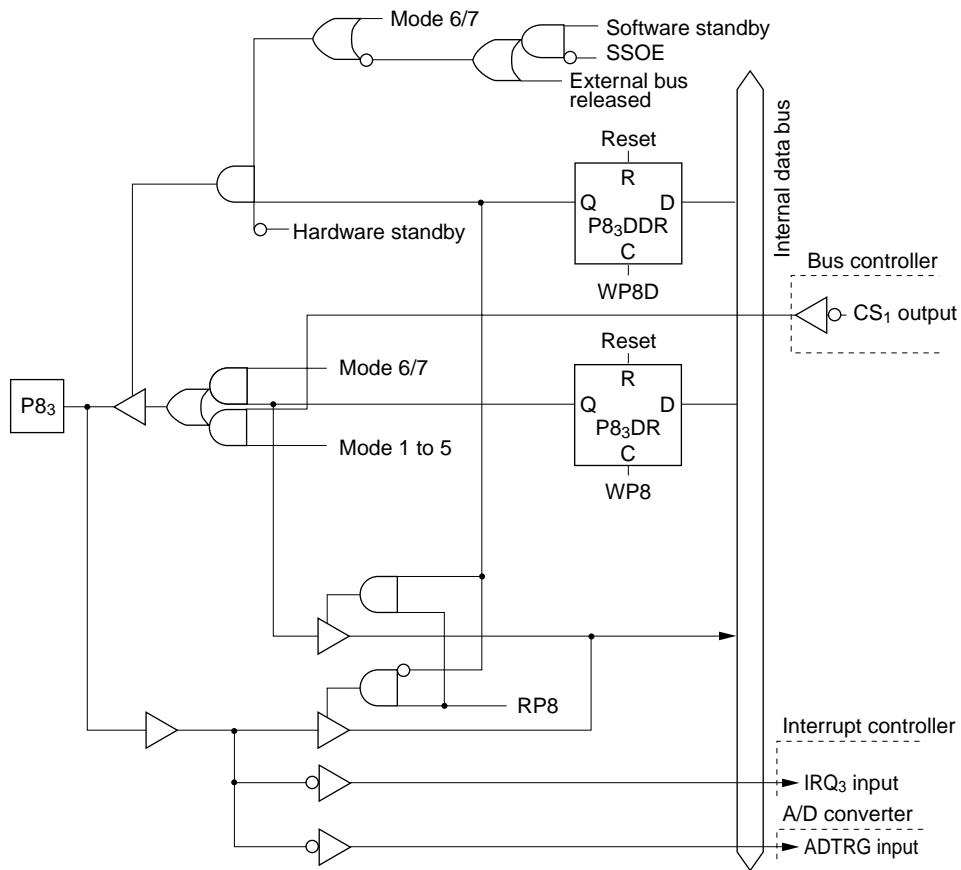 Mode 6/7
Software standby
SSOE
External bus
released
Internal data bus
Reset
R
Q
D
P8₃DDR
C
WP8D
Hardware standby
Bus controller
CS₁ output
Reset
R
Mode 6/7
P8₃
Q
D
P8₃DR
C
WP8
Mode 1 to 5
RP8
Interrupt controller
IRQ₃ input
A/D converter
ADTRG input